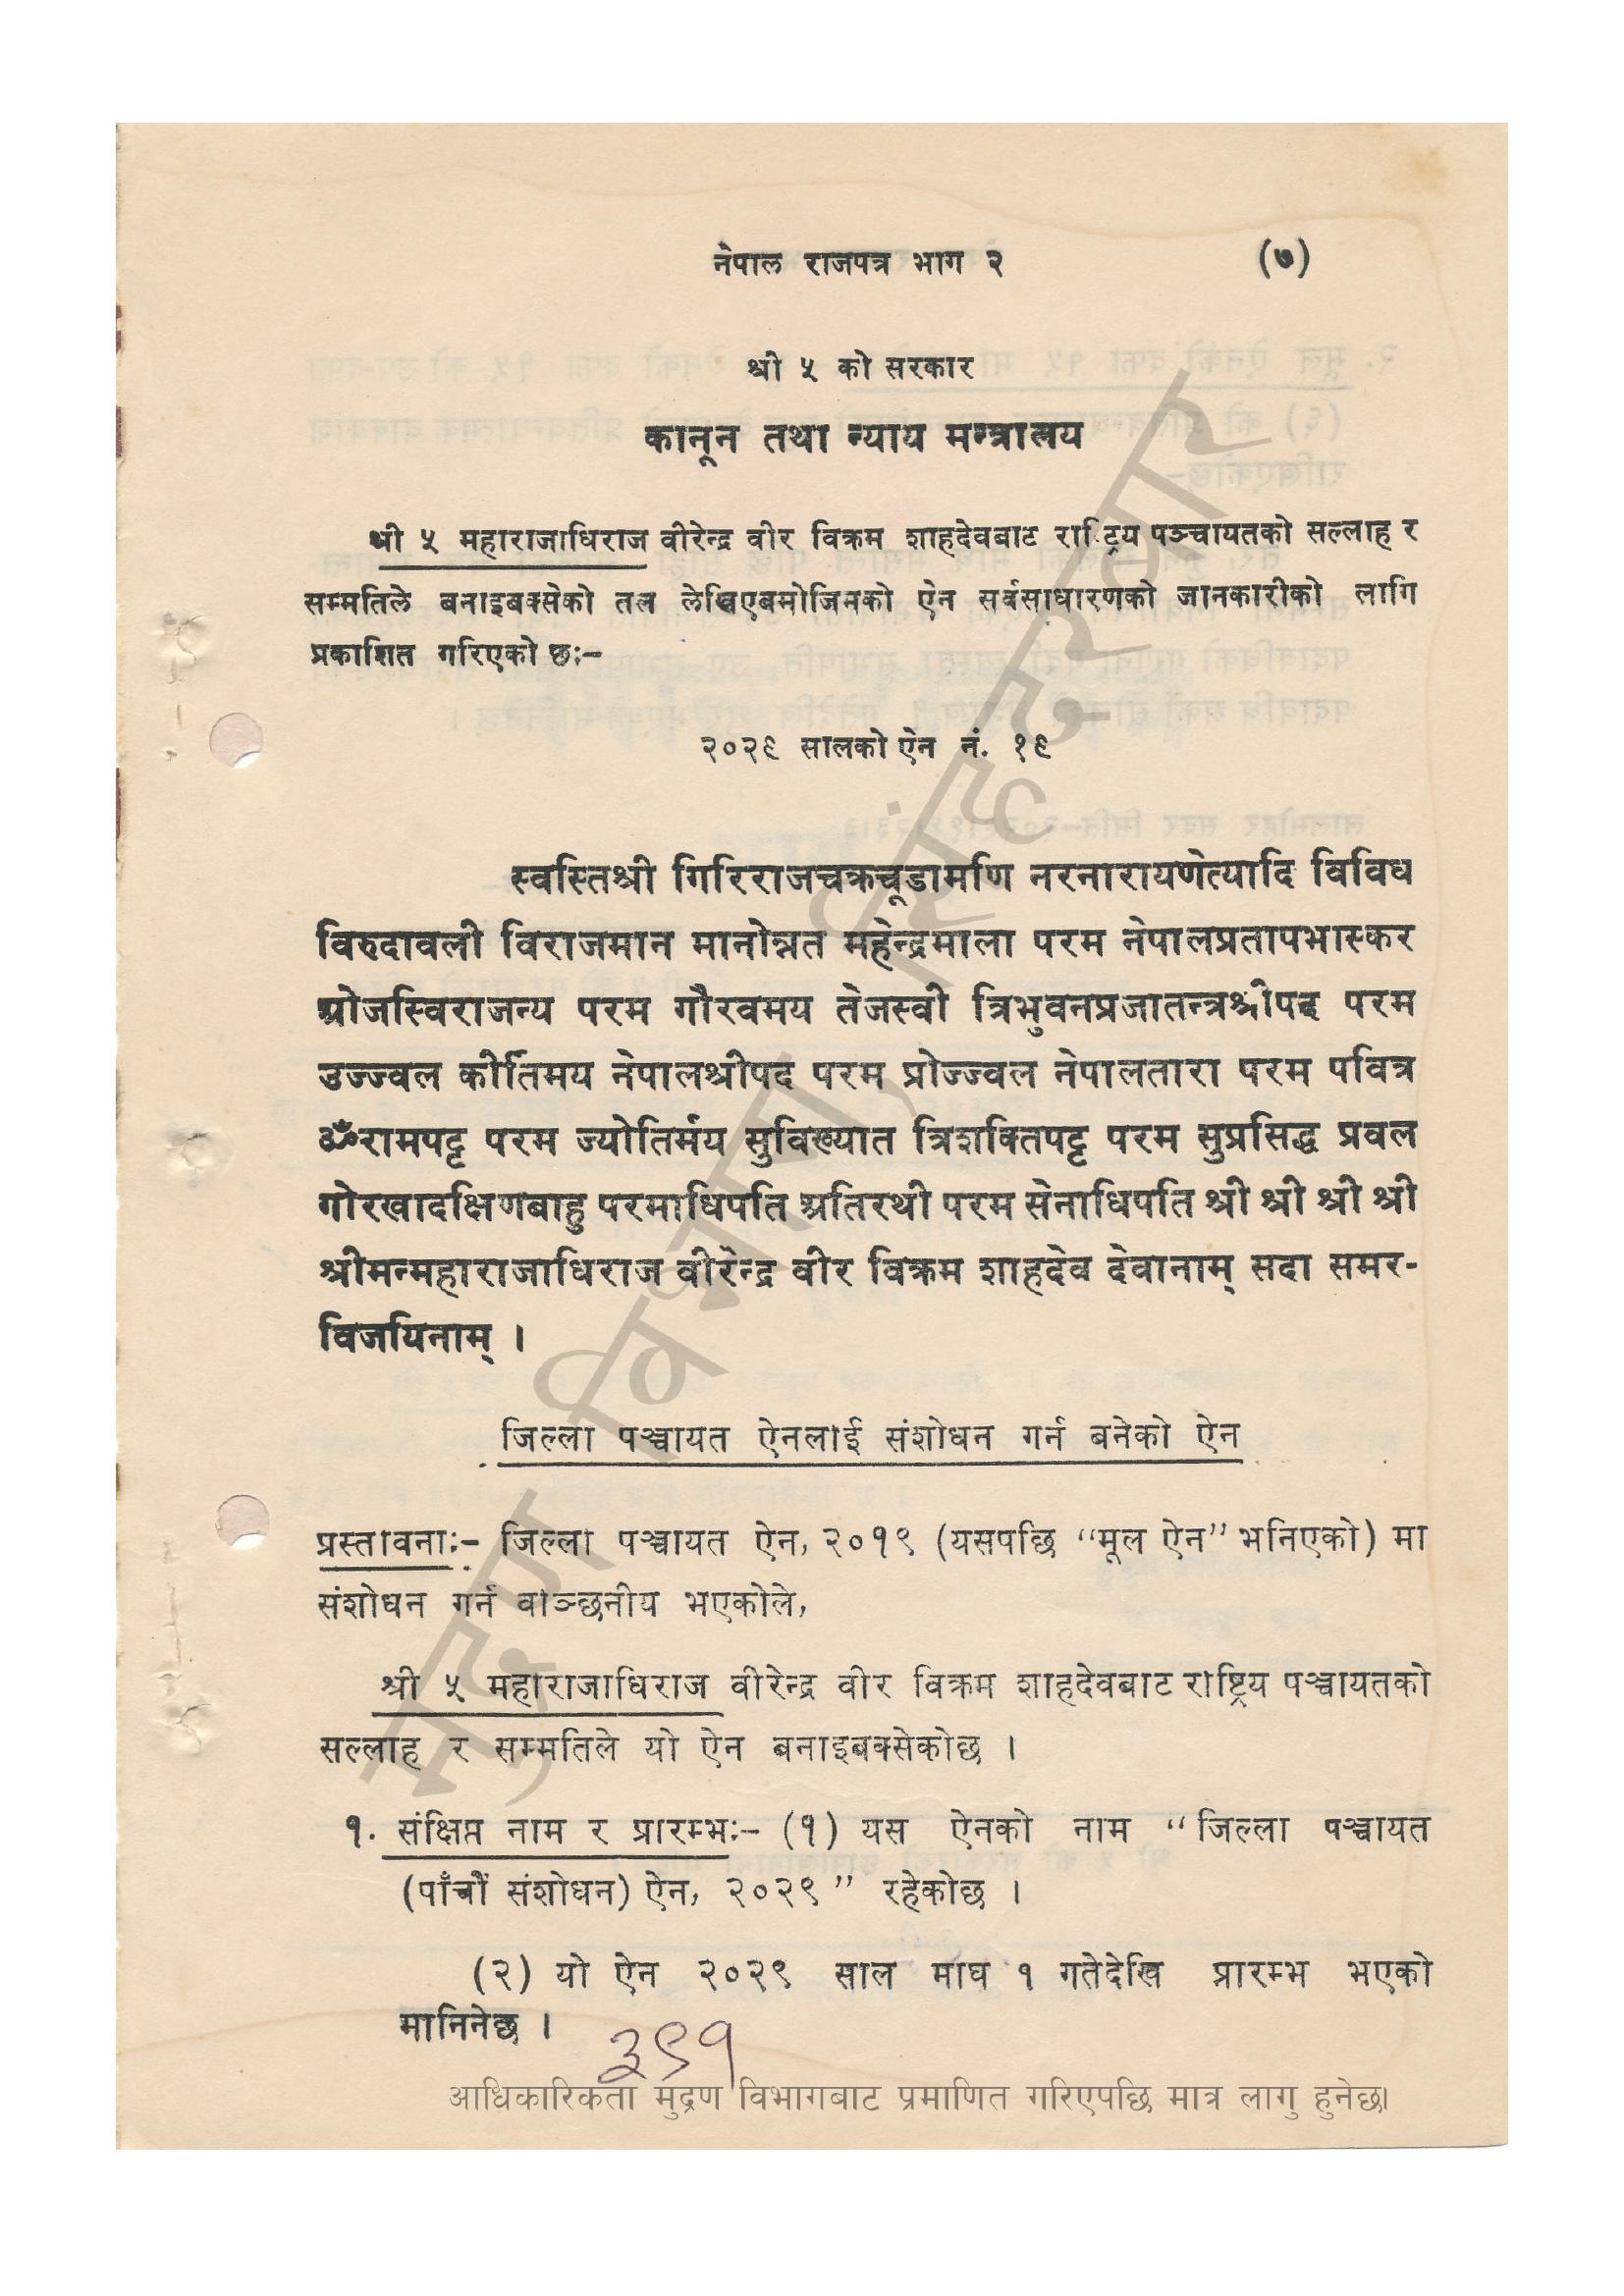 नेपाल राजपत्र भाग २ (७)
श्री ५ को सरकार
कानून तथा न्याय मन्त्रालय
श्री ५ महाराजाधिराज वीरेन्द्र वीर विक्रम शाहदेवबाट राष्ट्रिय पञ्चायतको सल्लाह र
सम्मतिले बनाइबक्सेको तल लेखिएबमोजिमको ऐन सर्वसाधारणको जानकारीको लागि
प्रकाशित गरिएको छ:–
२०२९ सालको ऐन नं. १९
स्वस्तिश्री गिरिराजचक्रचूडामणि नरनारायणेत्यादि विविध
विरुदावली विराजमान मानोन्नत महेन्द्रमाला परम नेपालप्रतापभास्कर
ओजस्विराजन्य परम गौरवमय तेजस्वी त्रिभुवनप्रजातन्त्रश्रीपद परम
उज्ज्वल कीर्तिमय नेपालश्रीपद परम प्रोज्ज्वल नेपालतारा परम पवित्र
ॐरामपट्ट परम ज्योतिर्मय सुविख्यात त्रिशक्तिपट्ट परम सुप्रसिद्ध प्रवल
गोरखादक्षिणबाहु परमाधिपति अतिरथी परम सेनाधिपति श्री श्री श्री श्री
श्रीमन्महाराजाधिराज वीरेन्द्र वीर विक्रम शाहदेव देवानाम् सदा समर-
विजयिनाम् ।
जिल्ला पञ्चायत ऐनलाई संशोधन गर्न बनेको ऐन
प्रस्तावना:– जिल्ला पञ्चायत ऐन, २०१९ (यसपछि “मूल ऐन” भनिएको) मा
संशोधन गर्न वाञ्छनीय भएकोले,
श्री ५ महाराजाधिराज वीरेन्द्र वीर विक्रम शाहदेवबाट राष्ट्रिय पञ्चायतको
सल्लाह र सम्मतिले यो ऐन बनाइबक्सेकोछ ।
१. संक्षिप्त नाम र प्रारम्भ:– (१) यस ऐनको नाम “जिल्ला पञ्चायत
(पाँचौं संशोधन) ऐन, २०२९” रहेकोछ ।
(२) यो ऐन २०२९ साल माघ १ गतेदेखि प्रारम्भ भएको
मानिनेछ ।
३९१
आधिकारिकता मुद्रण विभागबाट प्रमाणित गरिएपछि मात्र लागु हुनेछ।
मुद्रण विभाग, सिंहदरबार